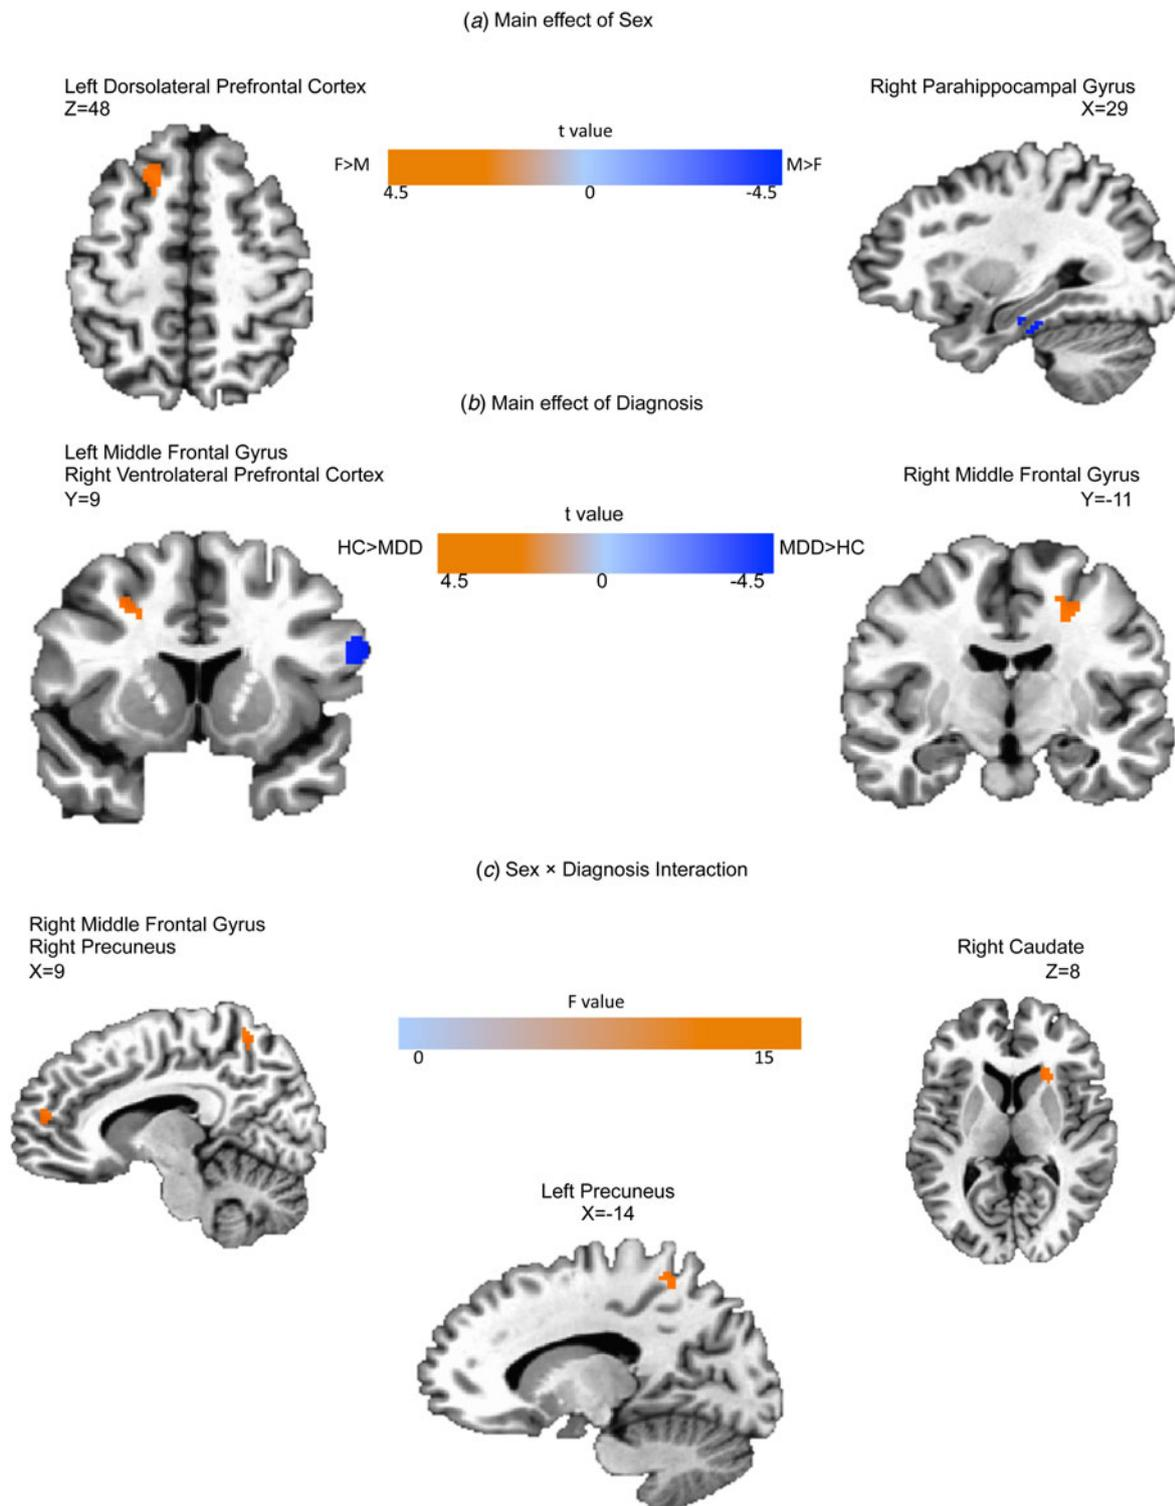 (a) Main effect of Sex
Left Dorsolateral Prefrontal Cortex
Z=48
Right Parahippocampal Gyrus
X=29
t value
F>M
M>F
4.5
0
-4.5
(b) Main effect of Diagnosis
Left Middle Frontal Gyrus
Right Ventrolateral Prefrontal Cortex
Y=9
Right Middle Frontal Gyrus
Y=-11
t value
HC>MDD
MDD>HC
4.5
0
-4.5
(c) Sex × Diagnosis Interaction
Right Middle Frontal Gyrus
Right Precuneus
X=9
Right Caudate
Z=8
F value
0
15
Left Precuneus
X=-14